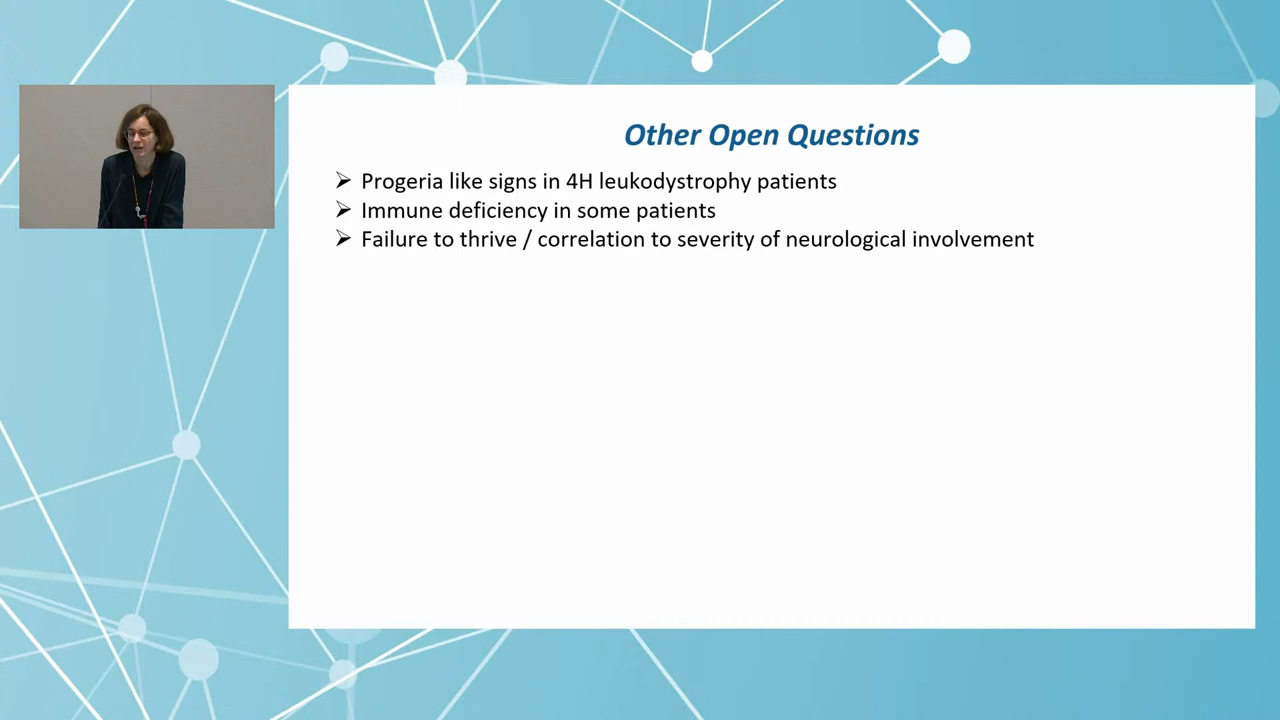 Other Open Questions
➢ Progeria like signs in 4H leukodystrophy patients
➢ Immune deficiency in some patients
➢ Failure to thrive / correlation to severity of neurological involvement